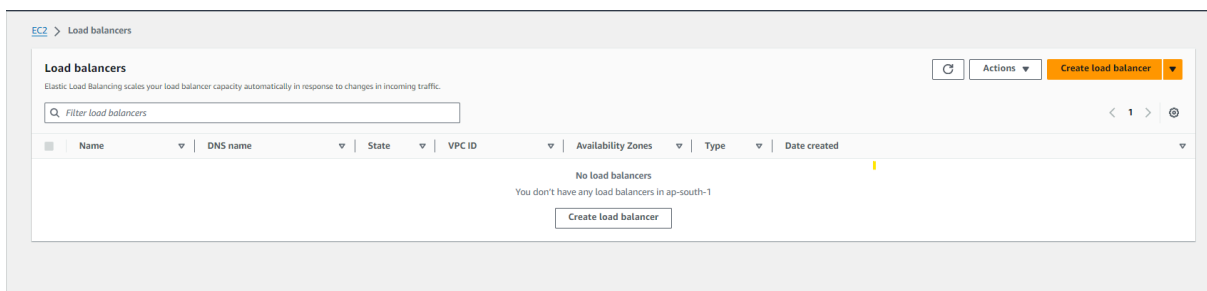 EC2 > Load balancers
Load balancers
Actions
Create load balancer
Elastic Load Balancing scales your load balancer capacity automatically in response to changes in incoming traffic.
Filter load balancers
< 1 >
Name DNS name State VPC ID Availability Zones Type Date created
No load balancers
You don't have any load balancers in ap-south-1
Create load balancer